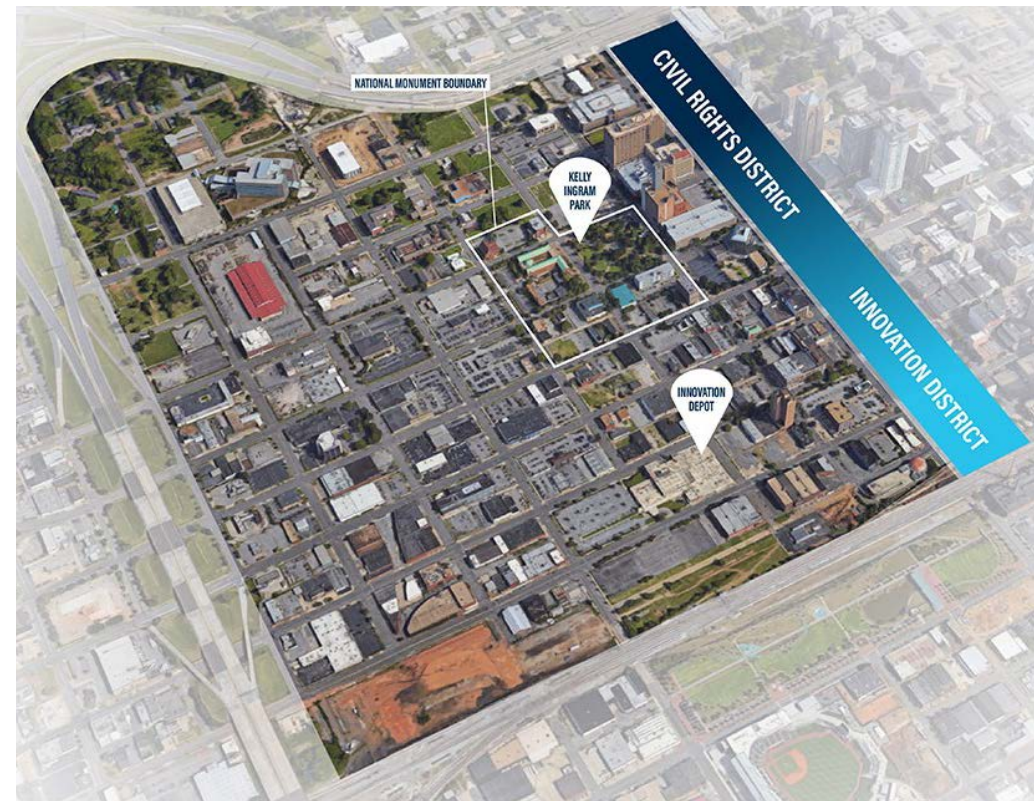 CIVIL RIGHTS DISTRICT
NATIONAL MONUMENT BOUNDARY
KELLY
INGRAM
PARK
INNOVATION DISTRICT
INNOVATION
DEPOT